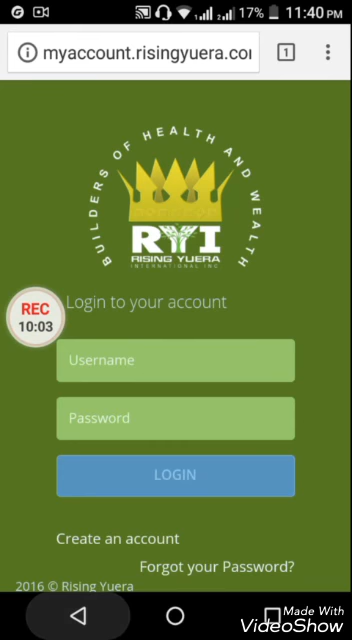 17% 11:40 PM
myaccount.risingyuera.co
1
BUILDERS OF HEALTH AND WEALTH
RYI
RISING YUERA
INTERNATIONAL INC
REC
10:03
Login to your account
Username
Password
LOGIN
Create an account
Forgot your Password?
2016 © Rising Yuera
Made With
VideoShow